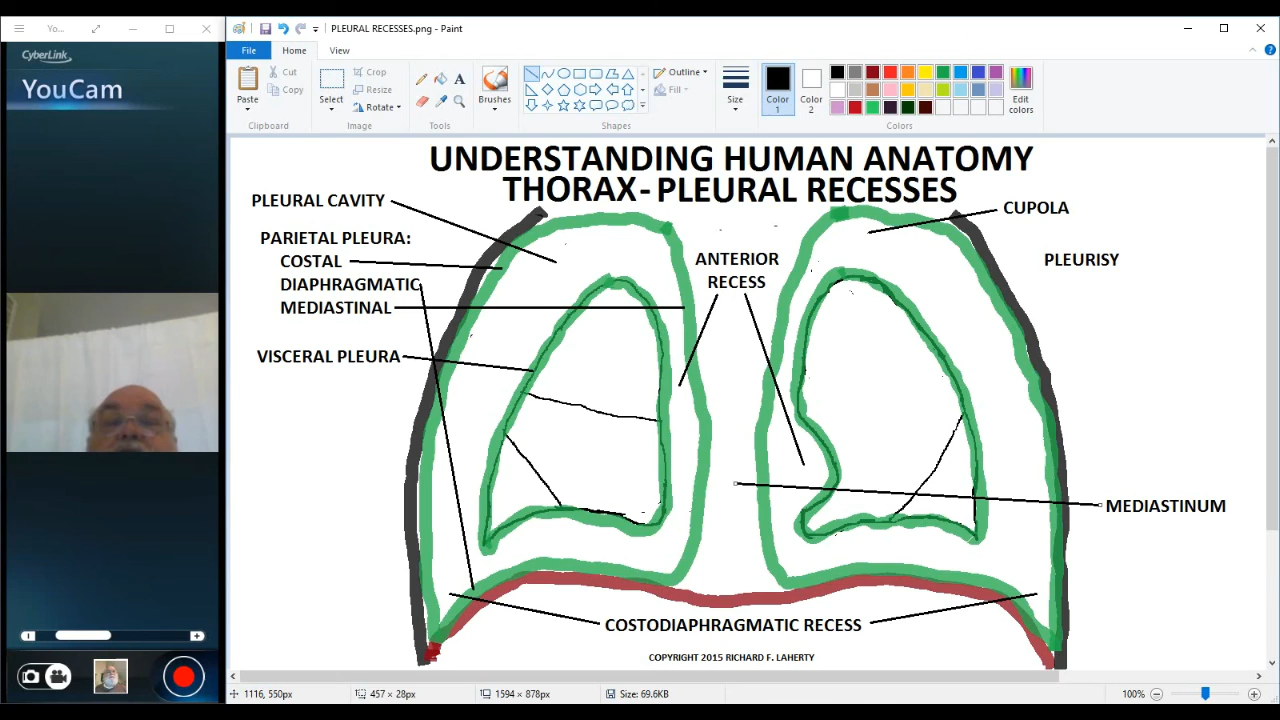 Yo...
CyberLink
YouCam
PLEURAL RECESSES.png - Paint
File
Home
View
Paste
Cut
Copy
Clipboard
Select
Crop
Resize
Rotate
Image
A
Tools
Brushes
Outline
Fill
Shapes
Size
Color
1
Color
2
Edit
colors
Colors
UNDERSTANDING HUMAN ANATOMY
THORAX- PLEURAL RECESSES
PLEURAL CAVITY
PARIETAL PLEURA:
COSTAL
DIAPHRAGMATIC
MEDIASTINAL
VISCERAL PLEURA
ANTERIOR
RECESS
CUPOLA
PLEURISY
MEDIASTINUM
COSTODIAPHRAGMATIC RECESS
COPYRIGHT 2015 RICHARD F. LAHERTY
1116, 550px
457 × 28px
1594 × 878px
Size: 69.6KB
100%